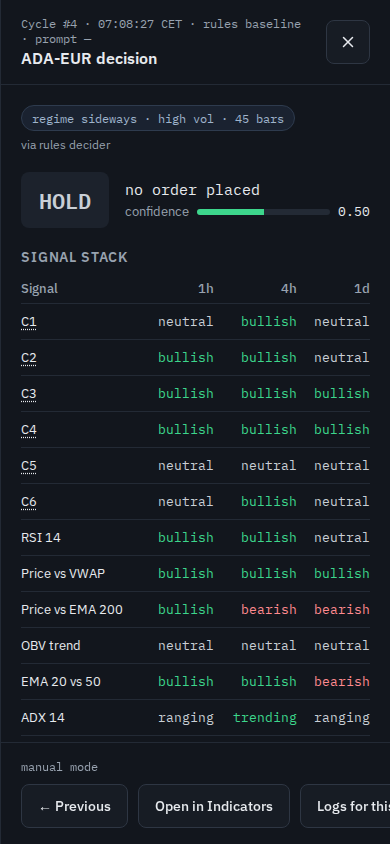 Cycle #4 · 07:08:27 CET · rules baseline
· prompt —
ADA-EUR decision
×
regime sideways · high vol · 45 bars
via rules decider
HOLD
no order placed
confidence 0.50
SIGNAL STACK
Signal 1h 4h 1d
C1 neutral bullish neutral
C2 bullish bullish neutral
C3 bullish bullish bullish
C4 bullish bullish bullish
C5 neutral neutral neutral
C6 neutral bullish neutral
RSI 14 bullish bullish neutral
Price vs VWAP bullish bullish bullish
Price vs EMA 200 bullish bearish bearish
OBV trend neutral neutral neutral
EMA 20 vs 50 bullish bullish bearish
ADX 14 ranging trending ranging
manual mode
← Previous Open in Indicators Logs for this